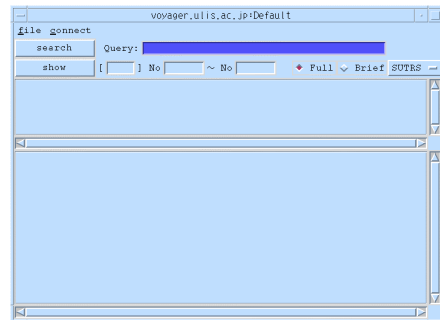 voyager.ulis.ac.jp:Default
file connect
search Query:
show [ ] No ~ No Full Brief SUTRS